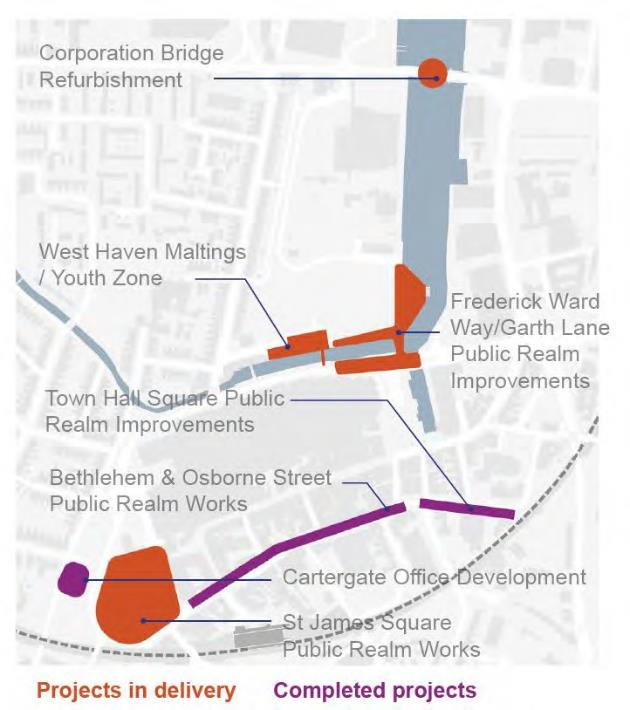 Corporation Bridge
Refurbishment
West Haven Maltings
/ Youth Zone
Frederick Ward
Way/Garth Lane
Public Realm
Improvements
Town Hall Square Public
Realm Improvements
Bethlehem & Osborne Street
Public Realm Works
Cartergate Office Development
St James Square
Public Realm Works
Projects in delivery
Completed projects